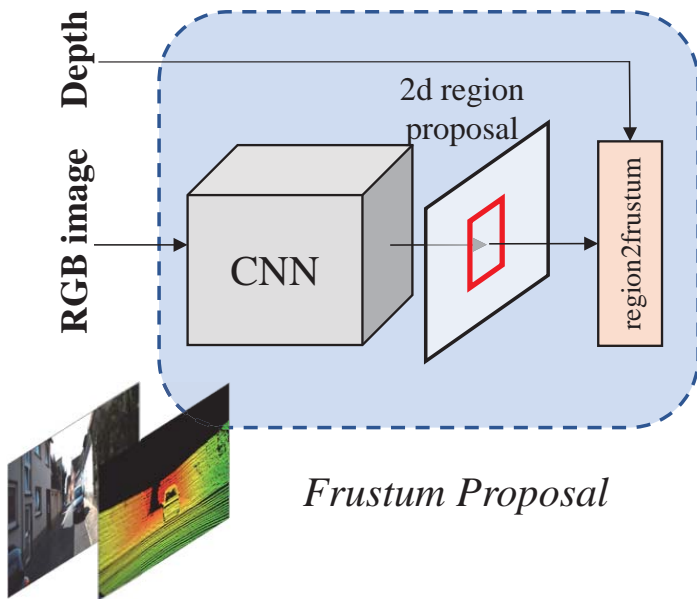 Depth
2d region
proposal
RGB image
CNN
region2frustum
Frustum Proposal